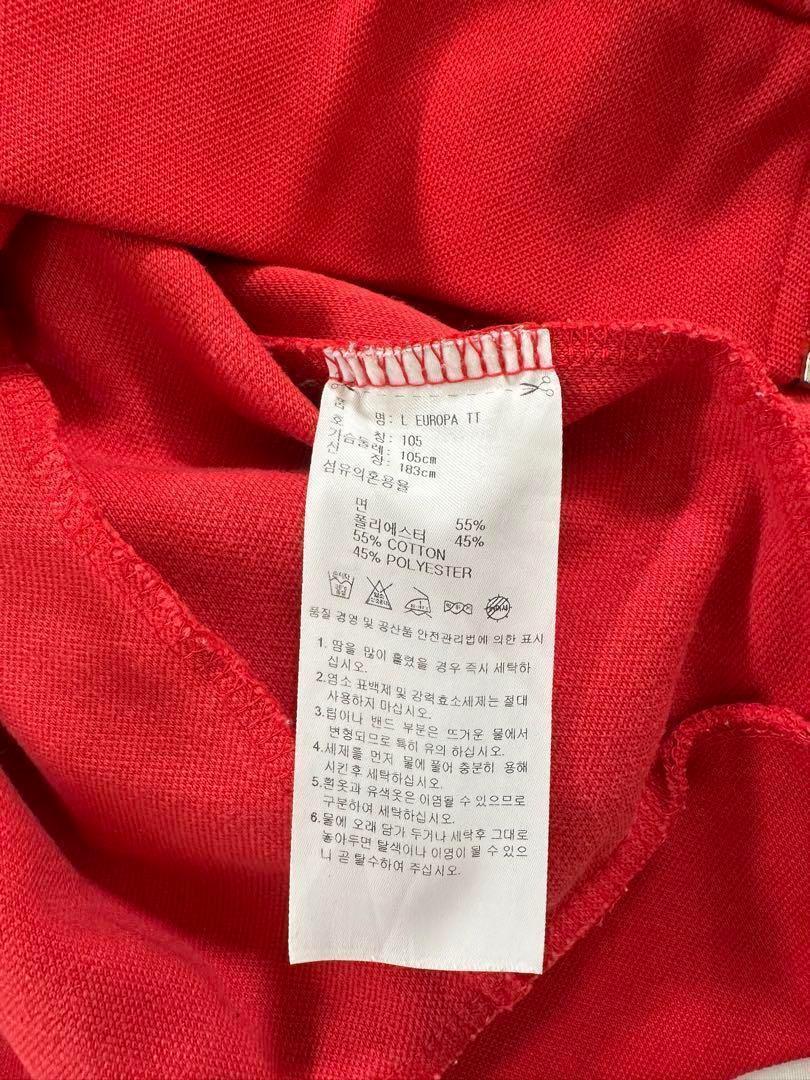 품 명: L EUROPA TT
호 칭: 105
가슴둘레: 105cm
신 장: 183cm
섬유의혼용율
면 55%
폴리에스터 45%
55% COTTON
45% POLYESTER
품질 경영 및 공산품 안전관리법에 의한 표시
1. 땀을 많이 흘렸을 경우 즉시 세탁하
십시오.
2.염소 표백제 및 강력효소세제는 절대
사용하지 마십시오.
3.립이나 밴드 부분은 뜨거운 물에서
변형되므로 특히 유의 하십시오.
4.세제를 먼저 물에 풀어 충분히 용해
시킨후 세탁하십시오.
5.흰옷과 유색옷은 이염될 수 있으므로
구분하여 세탁하십시오.
6.물에 오래 담가 두거나 세탁후 그대로
놓아두면 탈색이나 이염이 될 수 있으
니 곧 탈수하여 주십시오.